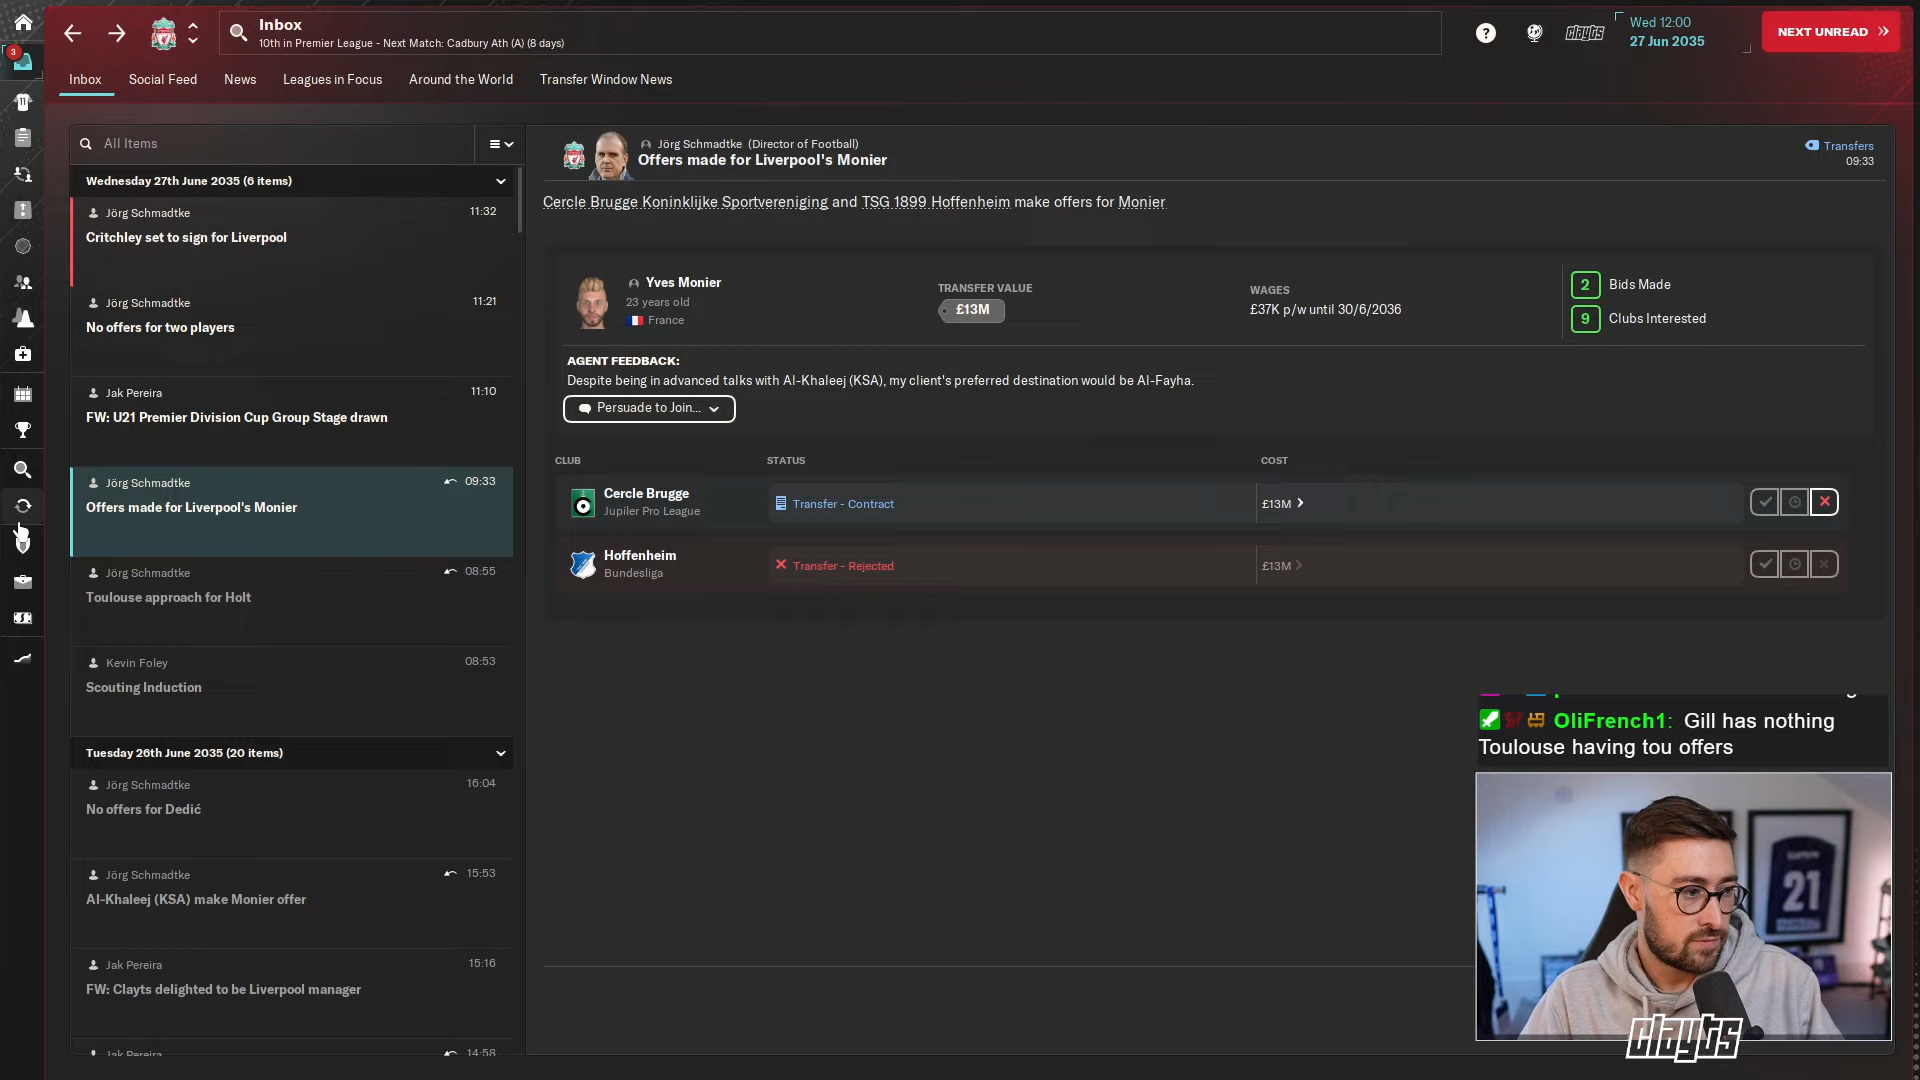 Inbox
10th in Premier League - Next Match: Cadbury Ath (A) (8 days)
?
clayts
Wed 12:00
27 Jun 2035
NEXT UNREAD
3
Inbox
Social Feed
News
Leagues in Focus
Around the World
Transfer Window News
All Items
Wednesday 27th June 2035 (6 items)
Jörg Schmadtke
11:32
Critchley set to sign for Liverpool
Jörg Schmadtke
11:21
No offers for two players
Jak Pereira
11:10
FW: U21 Premier Division Cup Group Stage drawn
Jörg Schmadtke
09:33
Offers made for Liverpool's Monier
Jörg Schmadtke
08:55
Toulouse approach for Holt
Kevin Foley
08:53
Scouting Induction
Tuesday 26th June 2035 (20 items)
Jörg Schmadtke
16:04
No offers for Dedić
Jörg Schmadtke
15:53
Al-Khaleej (KSA) make Monier offer
Jak Pereira
15:16
FW: Clayts delighted to be Liverpool manager
Jak Pereira
14:58
Jörg Schmadtke (Director of Football)
Offers made for Liverpool's Monier
Transfers
09:33
Cercle Brugge Koninklijke Sportvereniging and TSG 1899 Hoffenheim make offers for Monier
Yves Monier
23 years old
France
TRANSFER VALUE
£13M
WAGES
£37K p/w until 30/6/2036
2 Bids Made
9 Clubs Interested
AGENT FEEDBACK:
Despite being in advanced talks with Al-Khaleej (KSA), my client's preferred destination would be Al-Fayha.
Persuade to Join...
CLUB
STATUS
COST
Cercle Brugge
Jupiler Pro League
Transfer - Contract
£13M
Hoffenheim
Bundesliga
Transfer - Rejected
£13M
OliFrench1: Gill has nothing
Toulouse having tou offers
21
clayts